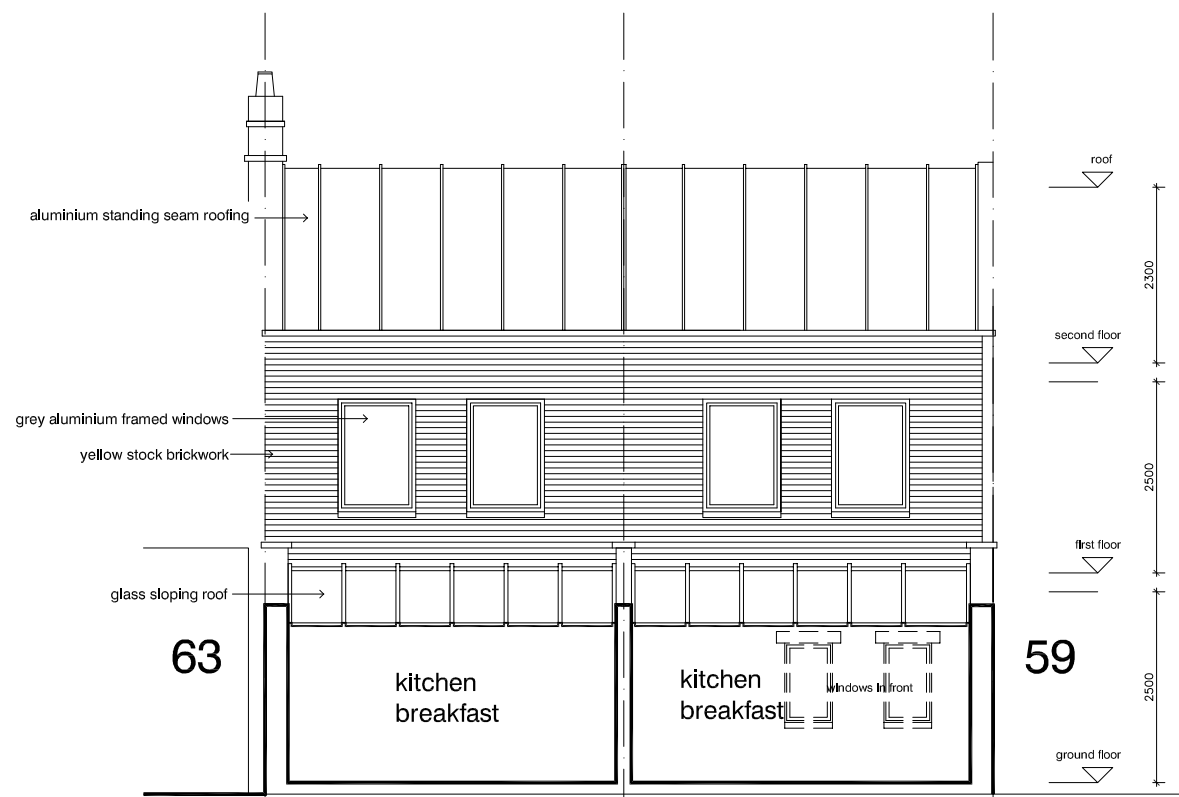 roof
aluminium standing seam roofing
2300
second floor
grey aluminium framed windows
yellow stock brickwork
2500
first floor
glass sloping roof
63
59
kitchen
breakfast
kitchen
breakfast
windows in front
2500
ground floor